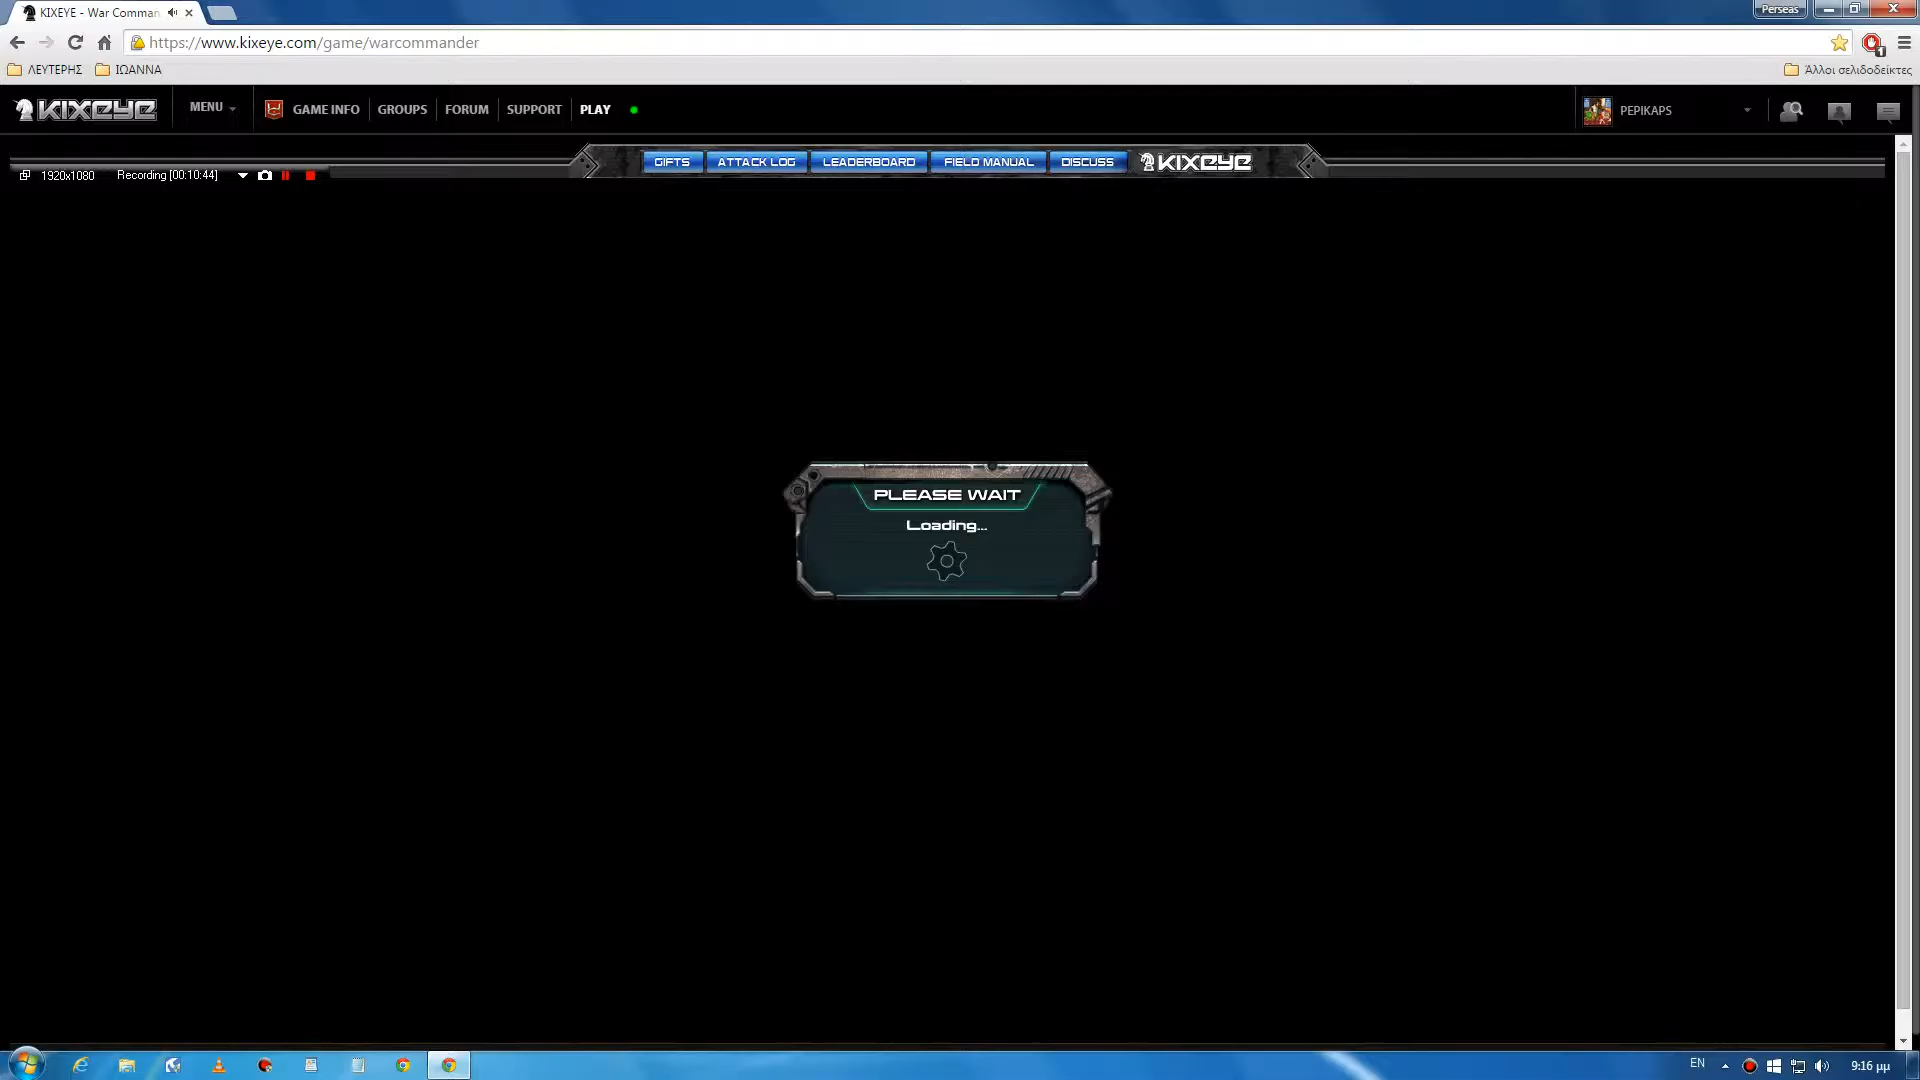 KIXEYE - War Comman
Perseas
https://www.kixeye.com/game/warcommander
1
ΛΕΥΤΕΡΗΣ ΙΩΑΝΝΑ Άλλοι σελιδοδείκτες
KIXEYE MENU GAME INFO GROUPS FORUM SUPPORT PLAY PEPIKAPS
GIFTS ATTACK LOG LEADERBOARD FIELD MANUAL DISCUSS KIXEYE
1920x1080 Recording [00:10:44]
PLEASE WAIT
Loading...
EN 9:16 μμ